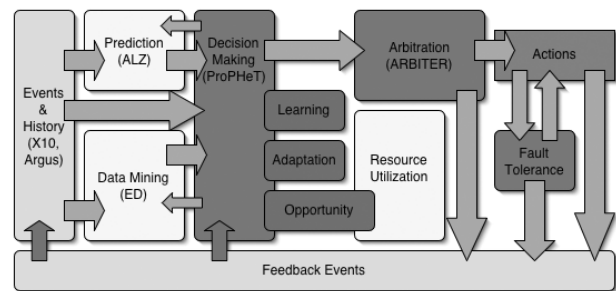 Prediction
(ALZ)
Decision
Making
(ProPHeT)
Arbitration
(ARBITER)
Actions
Events
&
History
(X10,
Argus)
Learning
Adaptation
Opportunity
Resource
Utilization
Fault
Tolerance
Data Mining
(ED)
Feedback Events